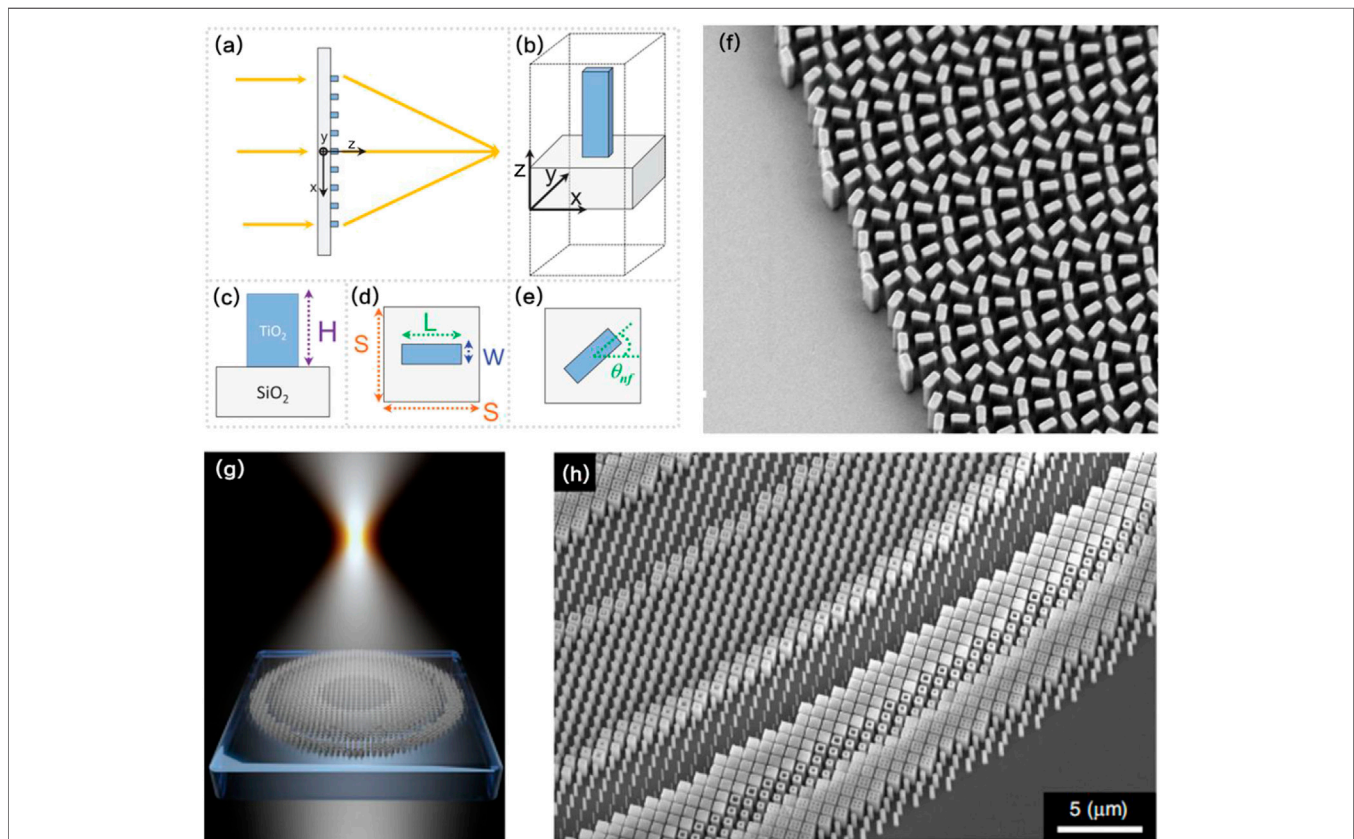 (a)
y
z
x
(b)
z
y
x
(c)
TiO2
H
SiO2
(d)
L
S
W
S
(e)
θnf
(f)
(g)
(h)
5 (μm)